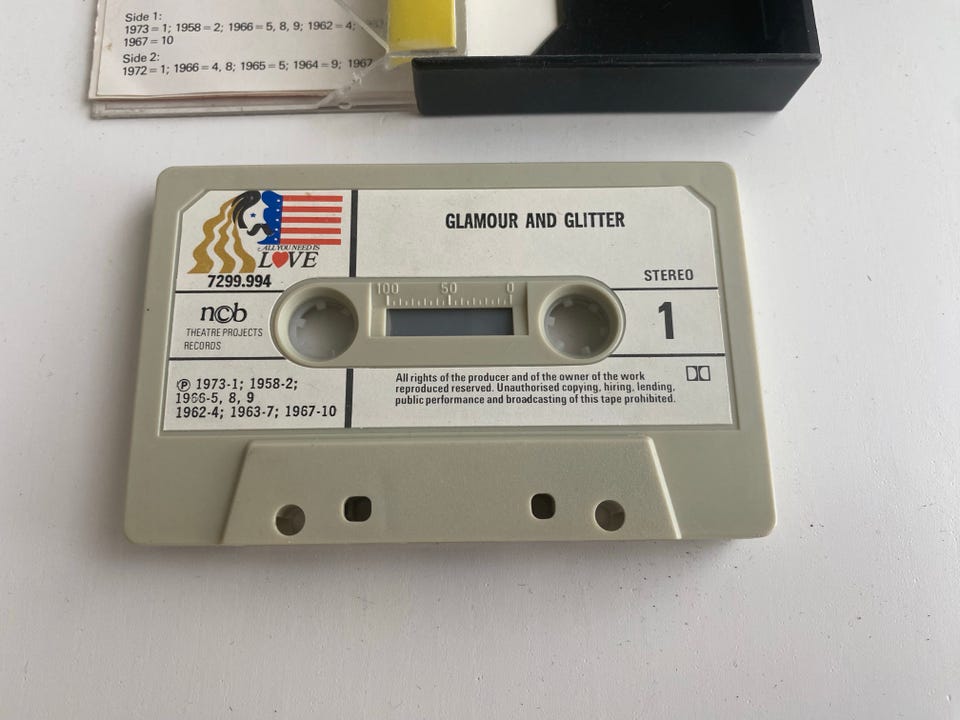 Side 1:
1973=1; 1958=2; 1966=5, 8, 9; 1962=4;
1967=10
Side 2:
1972=1; 1966=4, 8; 1965=5; 1964=9; 1967
ALL YOU NEED IS
LOVE
7299.994
GLAMOUR AND GLITTER
STEREO
1
100 50 0
ncb
THEATRE PROJECTS
RECORDS
Ⓟ 1973-1; 1958-2;
1966-5, 8, 9
1962-4; 1963-7; 1967-10
All rights of the producer and of the owner of the work
reproduced reserved. Unauthorised copying, hiring, lending,
public performance and broadcasting of this tape prohibited.